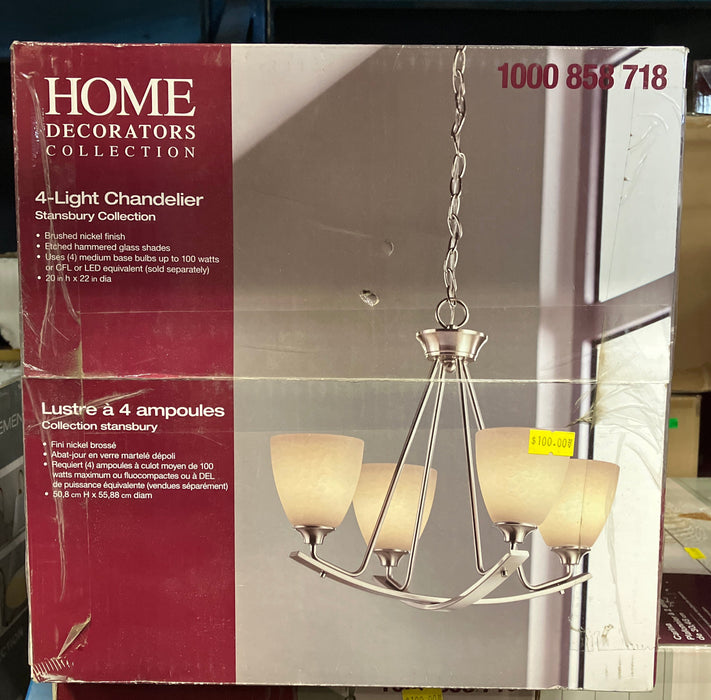 HOME
DECORATORS
COLLECTION
1000 858 718
4-Light Chandelier
Stansbury Collection
• Brushed nickel finish
• Etched hammered glass shades
• Uses (4) medium base bulbs up to 100 watts
or CFL or LED equivalent (sold separately)
• 20 in h x 22 in dia
Lustre à 4 ampoules
Collection stansbury
• Fini nickel brossé
• Abat-jour en verre martelé dépoli
• Requiert (4) ampoules à culot moyen de 100
watts maximum ou fluocompactes ou à DEL
de puissance équivalente (vendues séparément)
• 50,8 cm H x 55,88 cm diam
$100.00